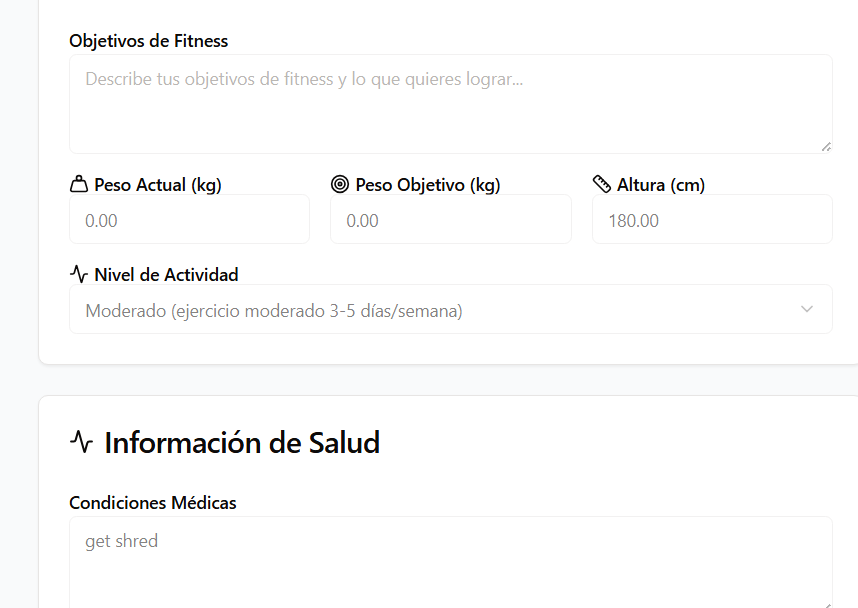 Objetivos de Fitness
Describe tus objetivos de fitness y lo que quieres lograr...
Peso Actual (kg) Peso Objetivo (kg) Altura (cm)
0.00 0.00 180.00
Nivel de Actividad
Moderado (ejercicio moderado 3-5 días/semana)
Información de Salud
Condiciones Médicas
get shred